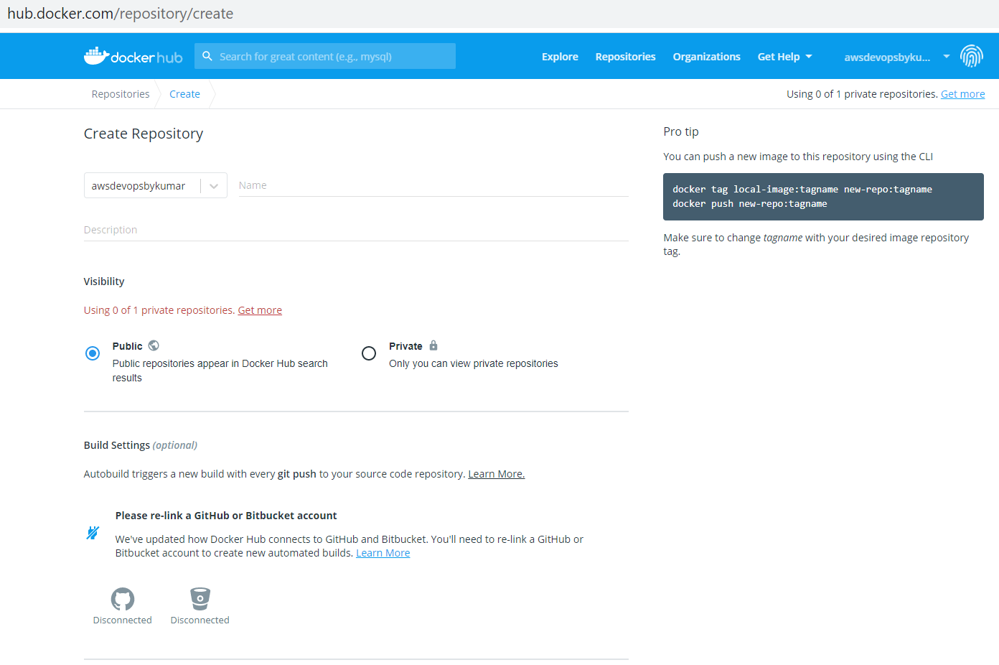 hub.docker.com/repository/create
docker hub
Search for great content (e.g., mysql)
Explore
Repositories
Organizations
Get Help
awsdevopsbyku...
Repositories
Create
Using 0 of 1 private repositories. Get more
Create Repository
awsdevopsbykumar
Name
Description
Visibility
Using 0 of 1 private repositories. Get more
Public
Public repositories appear in Docker Hub search
results
Private
Only you can view private repositories
Build Settings (optional)
Autobuild triggers a new build with every git push to your source code repository. Learn More.
Please re-link a GitHub or Bitbucket account
We've updated how Docker Hub connects to GitHub and Bitbucket. You'll need to re-link a GitHub or
Bitbucket account to create new automated builds. Learn More
Disconnected
Disconnected
Pro tip
You can push a new image to this repository using the CLI
docker tag local-image:tagname new-repo:tagname
docker push new-repo:tagname
Make sure to change tagname with your desired image repository
tag.